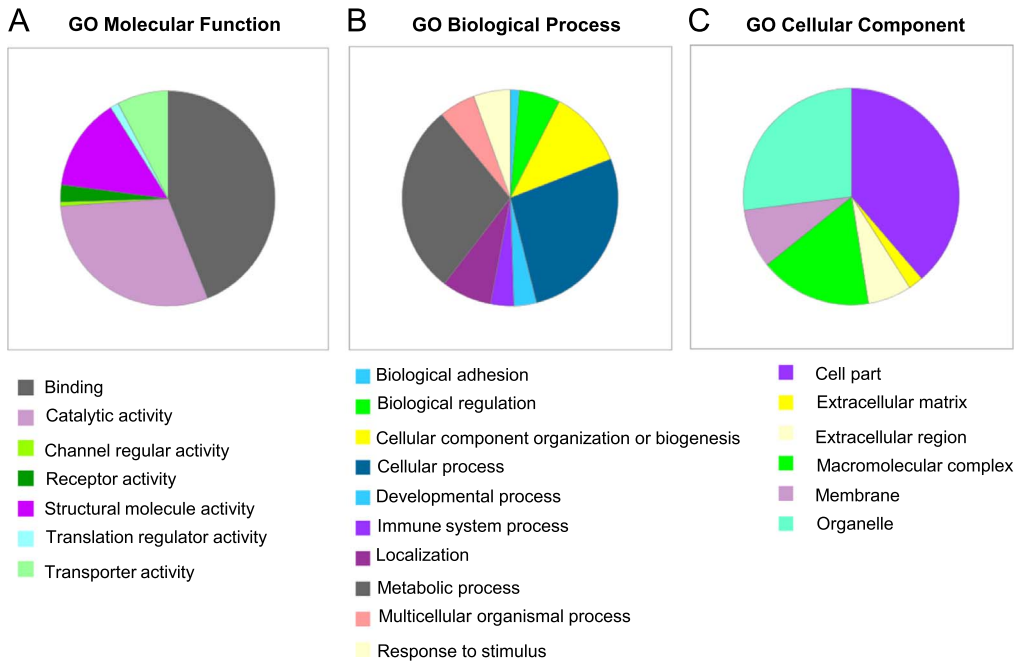 A GO Molecular Function
B GO Biological Process
C GO Cellular Component
Binding
Catalytic activity
Channel regular activity
Receptor activity
Structural molecule activity
Translation regulator activity
Transporter activity
Biological adhesion
Biological regulation
Cellular component organization or biogenesis
Cellular process
Developmental process
Immune system process
Localization
Metabolic process
Multicellular organismal process
Response to stimulus
Cell part
Extracellular matrix
Extracellular region
Macromolecular complex
Membrane
Organelle